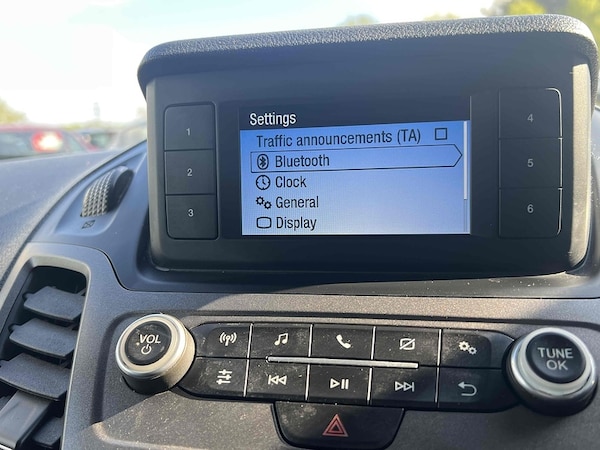 Settings
Traffic announcements (TA)
Bluetooth
Clock
General
Display
1
2
3
4
5
6
VOL
TUNE
OK